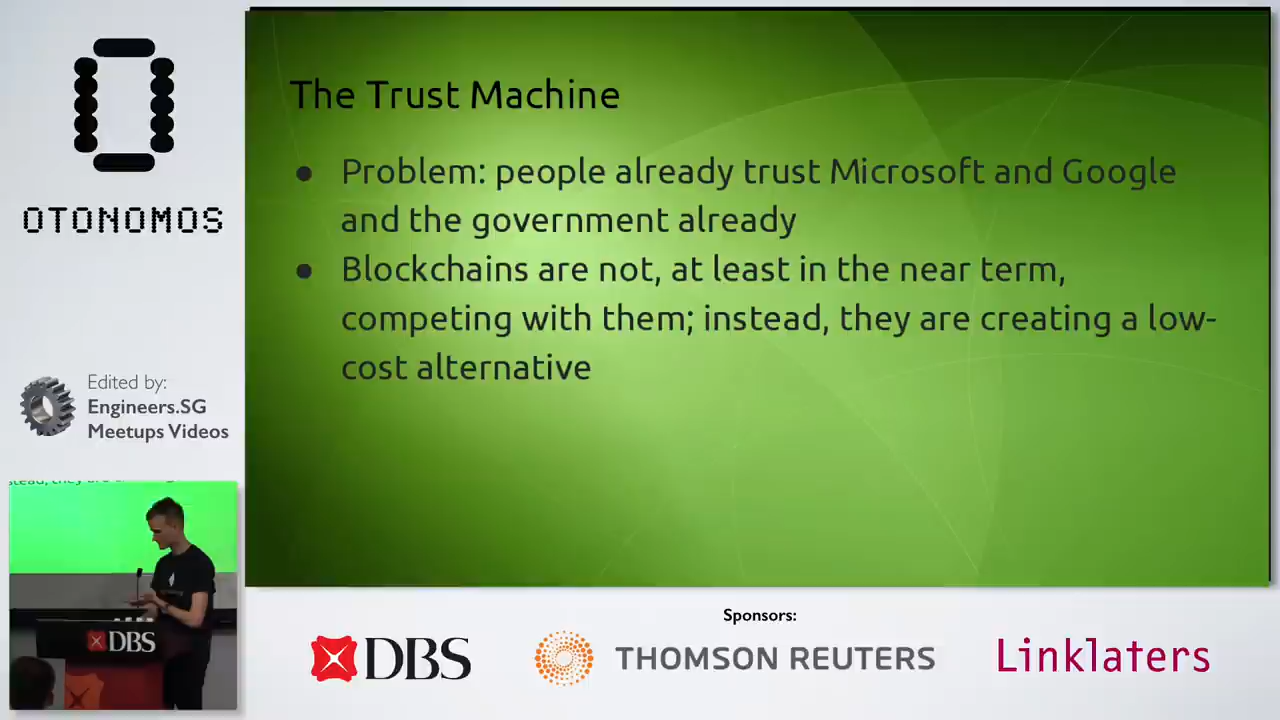 OTONOMOS
Edited by:
Engineers.SG
Meetups Videos
The Trust Machine
● Problem: people already trust Microsoft and Google
and the government already
● Blockchains are not, at least in the near term,
competing with them; instead, they are creating a low-
cost alternative
DBS
Sponsors:
DBS
THOMSON REUTERS
Linklaters